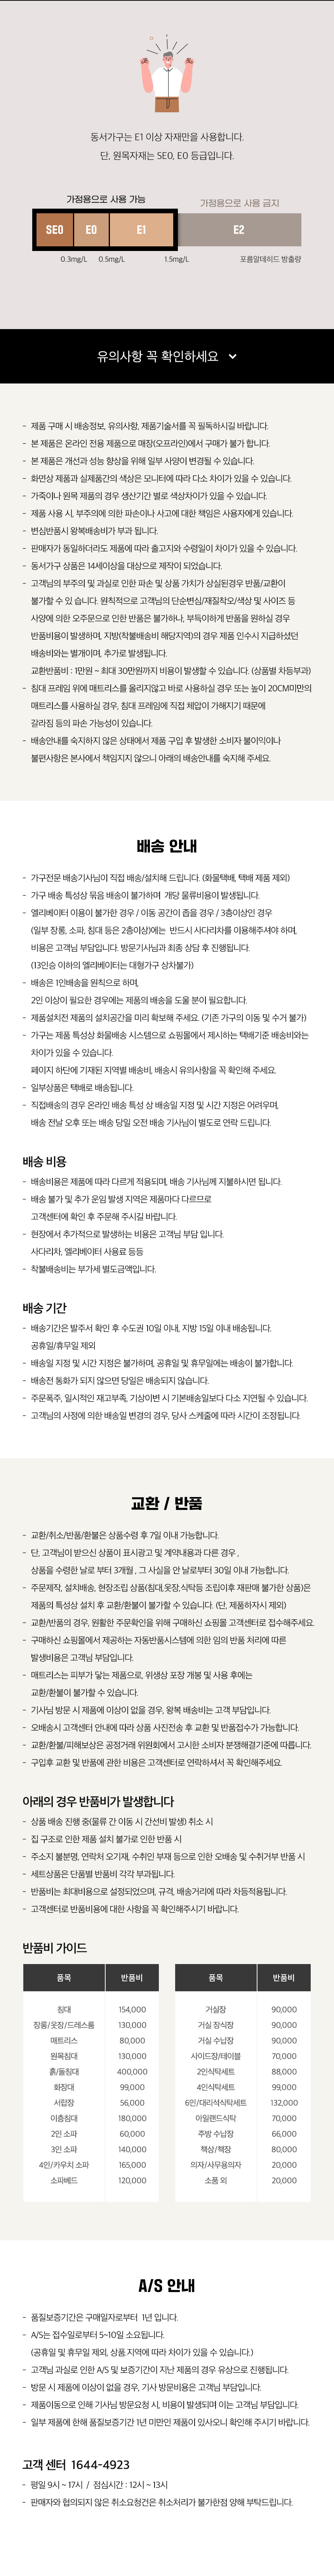 동서가구는 E1 이상 자재만을 사용합니다.
단, 원목자재는 SE0, E0 등급입니다.
가정용으로 사용 가능
가정용으로 사용 금지
SE0 E0 E1 E2
0.3mg/L 0.5mg/L 1.5mg/L 포름알데히드 방출량
유의사항 꼭 확인하세요
- 제품 구매 시 배송정보, 유의사항, 제품기술서를 꼭 필독하시길 바랍니다.
- 본 제품은 온라인 전용 제품으로 매장(오프라인)에서 구매가 불가 합니다.
- 본 제품은 개선과 성능 향상을 위해 일부 사양이 변경될 수 있습니다.
- 화면상 제품과 실제품간의 색상은 모니터에 따라 다소 차이가 있을 수 있습니다.
- 가죽이나 원목 제품의 경우 생산기간 별로 색상차이가 있을 수 있습니다.
- 제품 사용 시, 부주의에 의한 파손이나 사고에 대한 책임은 사용자에게 있습니다.
- 변심반품시 왕복배송비가 부과 됩니다.
- 판매자가 동일하더라도 제품에 따라 출고지와 수령일이 차이가 있을 수 있습니다.
- 동서가구 상품은 14세이상을 대상으로 제작이 되었습니다.
- 고객님의 부주의 및 과실로 인한 파손 및 상품 가치가 상실된경우 반품/교환이
불가할 수 있 습니다. 원칙적으로 고객님의 단순변심/재질착오/색상 및 사이즈 등
사양에 의한 오주문으로 인한 반품은 불가하나, 부득이하게 반품을 원하실 경우
반품비용이 발생하며, 지방(착불배송비 해당지역)의 경우 제품 인수시 지급하셨던
배송비와는 별개이며, 추가로 발생됩니다.
교환반품비 : 1만원 ~ 최대 30만원까지 비용이 발생할 수 있습니다. (상품별 차등부과)
- 침대 프레임 위에 매트리스를 올리지않고 바로 사용하실 경우 또는 높이 20CM미만의
매트리스를 사용하실 경우, 침대 프레임에 직접 체압이 가해지기 때문에
갈라짐 등의 파손 가능성이 있습니다.
- 배송안내를 숙지하지 않은 상태에서 제품 구입 후 발생한 소비자 불이익이나
불편사항은 본사에서 책임지지 않으니 아래의 배송안내를 숙지해 주세요.
배송 안내
- 가구전문 배송기사님이 직접 배송/설치해 드립니다. (화물택배, 택배 제품 제외)
- 가구 배송 특성상 묶음 배송이 불가하며 개당 물류비용이 발생됩니다.
- 엘리베이터 이용이 불가한 경우 / 이동 공간이 좁을 경우 / 3층이상인 경우
(일부 장롱, 소파, 침대 등은 2층이상)에는 반드시 사다리차를 이용해주셔야 하며,
비용은 고객님 부담입니다. 방문기사님과 최종 상담 후 진행됩니다.
(13인승 이하의 엘리베이터는 대형가구 상차불가)
- 배송은 1인배송을 원칙으로 하며,
2인 이상이 필요한 경우에는 제품의 배송을 도울 분이 필요합니다.
- 제품설치전 제품의 설치공간을 미리 확보해 주세요. (기존 가구의 이동 및 수거 불가)
- 가구는 제품 특성상 화물배송 시스템으로 쇼핑몰에서 제시하는 택배기준 배송비와는
차이가 있을 수 있습니다.
페이지 하단에 기재된 지역별 배송비, 배송시 유의사항을 꼭 확인해 주세요.
- 일부상품은 택배로 배송됩니다.
- 직접배송의 경우 온라인 배송 특성 상 배송일 지정 및 시간 지정은 어려우며,
배송 전날 오후 또는 배송 당일 오전 배송 기사님이 별도로 연락 드립니다.
배송 비용
- 배송비용은 제품에 따라 다르게 적용되며, 배송 기사님께 지불하시면 됩니다.
- 배송 불가 및 추가 운임 발생 지역은 제품마다 다르므로
고객센터에 확인 후 주문해 주시길 바랍니다.
- 현장에서 추가적으로 발생하는 비용은 고객님 부담 입니다.
사다리차, 엘리베이터 사용료 등등
- 착불배송비는 부가세 별도금액입니다.
배송 기간
- 배송기간은 발주서 확인 후 수도권 10일 이내, 지방 15일 이내 배송됩니다.
공휴일/휴무일 제외
- 배송일 지정 및 시간 지정은 불가하며, 공휴일 및 휴무일에는 배송이 불가합니다.
- 배송전 통화가 되지 않으면 당일은 배송되지 않습니다.
- 주문폭주, 일시적인 재고부족, 기상이변 시 기본배송일보다 다소 지연될 수 있습니다.
- 고객님의 사정에 의한 배송일 변경의 경우, 당사 스케줄에 따라 시간이 조정됩니다.
교환 / 반품
- 교환/취소/반품/환불은 상품수령 후 7일 이내 가능합니다.
- 단, 고객님이 받으신 상품이 표시광고 및 계약내용과 다른 경우 ,
상품을 수령한 날로 부터 3개월 , 그 사실을 안 날로부터 30일 이내 가능합니다.
- 주문제작, 설치배송, 현장조립 상품(침대,옷장,식탁등 조립이후 재판매 불가한 상품)은
제품의 특성상 설치 후 교환/환불이 불가할 수 있습니다. (단, 제품하자시 제외)
- 교환/반품의 경우, 원활한 주문확인을 위해 구매하신 쇼핑몰 고객센터로 접수해주세요.
- 구매하신 쇼핑몰에서 제공하는 자동반품시스템에 의한 임의 반품 처리에 따른
발생비용은 고객님 부담입니다.
- 매트리스는 피부가 닿는 제품으로, 위생상 포장 개봉 및 사용 후에는
교환/환불이 불가할 수 있습니다.
- 기사님 방문 시 제품에 이상이 없을 경우, 왕복 배송비는 고객 부담입니다.
- 오배송시 고객센터 안내에 따라 상품 사진전송 후 교환 및 반품접수가 가능합니다.
- 교환/환불/피해보상은 공정거래 위원회에서 고시한 소비자 분쟁해결기준에 따릅니다.
- 구입후 교환 및 반품에 관한 비용은 고객센터로 연락하셔서 꼭 확인해주세요.
아래의 경우 반품비가 발생합니다
- 상품 배송 진행 중(물류 간 이동 시 간선비 발생) 취소 시
- 집 구조로 인한 제품 설치 불가로 인한 반품 시
- 주소지 불분명, 연락처 오기재, 수취인 부재 등으로 인한 오배송 및 수취거부 반품 시
- 세트상품은 단품별 반품비 각각 부과됩니다.
- 반품비는 최대비용으로 설정되었으며, 규격, 배송거리에 따라 차등적용됩니다.
- 고객센터로 반품비용에 대한 사항을 꼭 확인해주시기 바랍니다.
반품비 가이드
품목 반품비 품목 반품비
침대 154,000 거실장 90,000
장롱/옷장/드레스룸 130,000 거실 장식장 90,000
매트리스 80,000 거실 수납장 90,000
원목침대 130,000 사이드장/테이블 70,000
흙/돌침대 400,000 2인식탁세트 88,000
화장대 99,000 4인식탁세트 99,000
서랍장 56,000 6인/대리석식탁세트 132,000
이층침대 180,000 아일랜드식탁 70,000
2인 소파 60,000 주방 수납장 66,000
3인 소파 140,000 책상/책장 80,000
4인/카우치 소파 165,000 의자/사무용의자 20,000
소파베드 120,000 소품 외 20,000
A/S 안내
- 품질보증기간은 구매일자로부터 1년 입니다.
- A/S는 접수일로부터 5~10일 소요됩니다.
(공휴일 및 휴무일 제외, 상품.지역에 따라 차이가 있을 수 있습니다.)
- 고객님 과실로 인한 A/S 및 보증기간이 지난 제품의 경우 유상으로 진행됩니다.
- 방문 시 제품에 이상이 없을 경우, 기사 방문비용은 고객님 부담입니다.
- 제품이동으로 인해 기사님 방문요청 시, 비용이 발생되며 이는 고객님 부담입니다.
- 일부 제품에 한해 품질보증기간 1년 미만인 제품이 있사오니 확인해 주시기 바랍니다.
고객 센터 1644-4923
- 평일 9시 ~ 17시 / 점심시간 : 12시 ~ 13시
- 판매자와 협의되지 않은 취소요청건은 취소처리가 불가한점 양해 부탁드립니다.